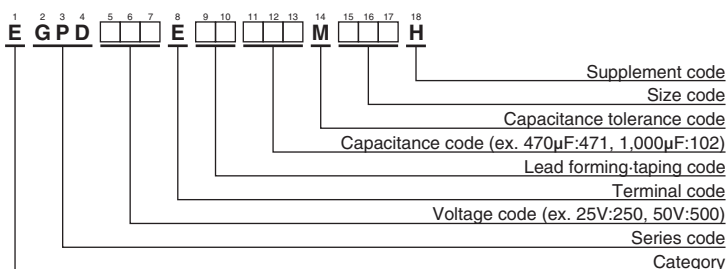 1 2 3 4 5 6 7 8 9 10 11 12 13 14 15 16 17 18
E G P D E M H
Supplement code
Size code
Capacitance tolerance code
Capacitance code (ex. 470µF:471, 1,000µF:102)
Lead forming·taping code
Terminal code
Voltage code (ex. 25V:250, 50V:500)
Series code
Category